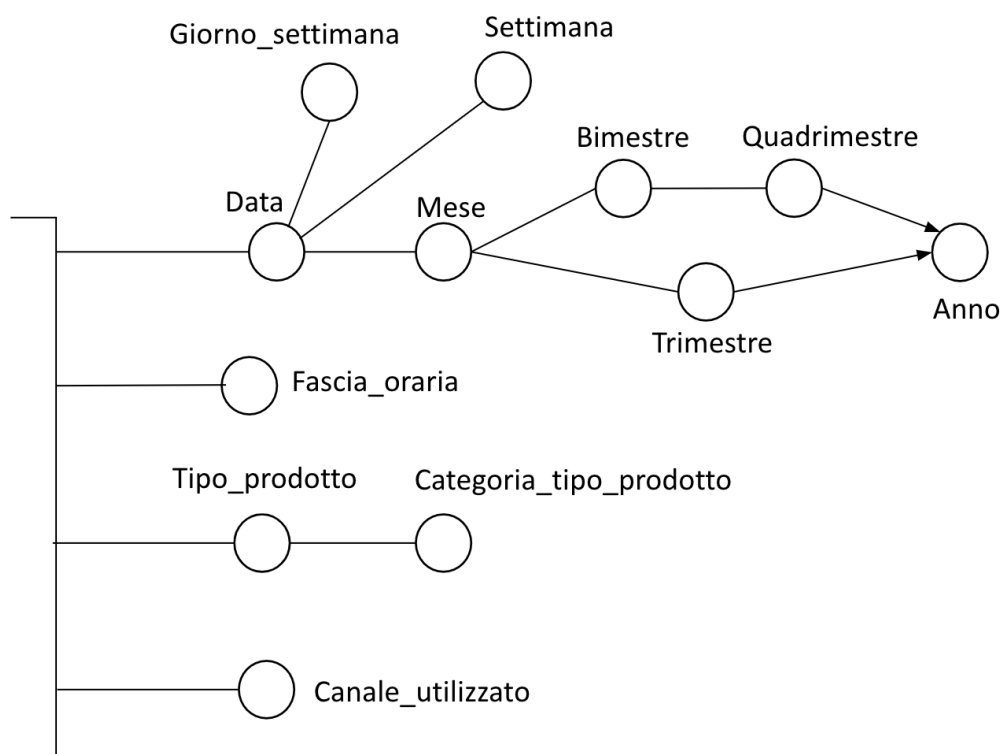 Giorno_settimana
Settimana
Bimestre
Quadrimestre
Data
Mese
Anno
Trimestre
Fascia_oraria
Tipo_prodotto
Categoria_tipo_prodotto
Canale_utilizzato